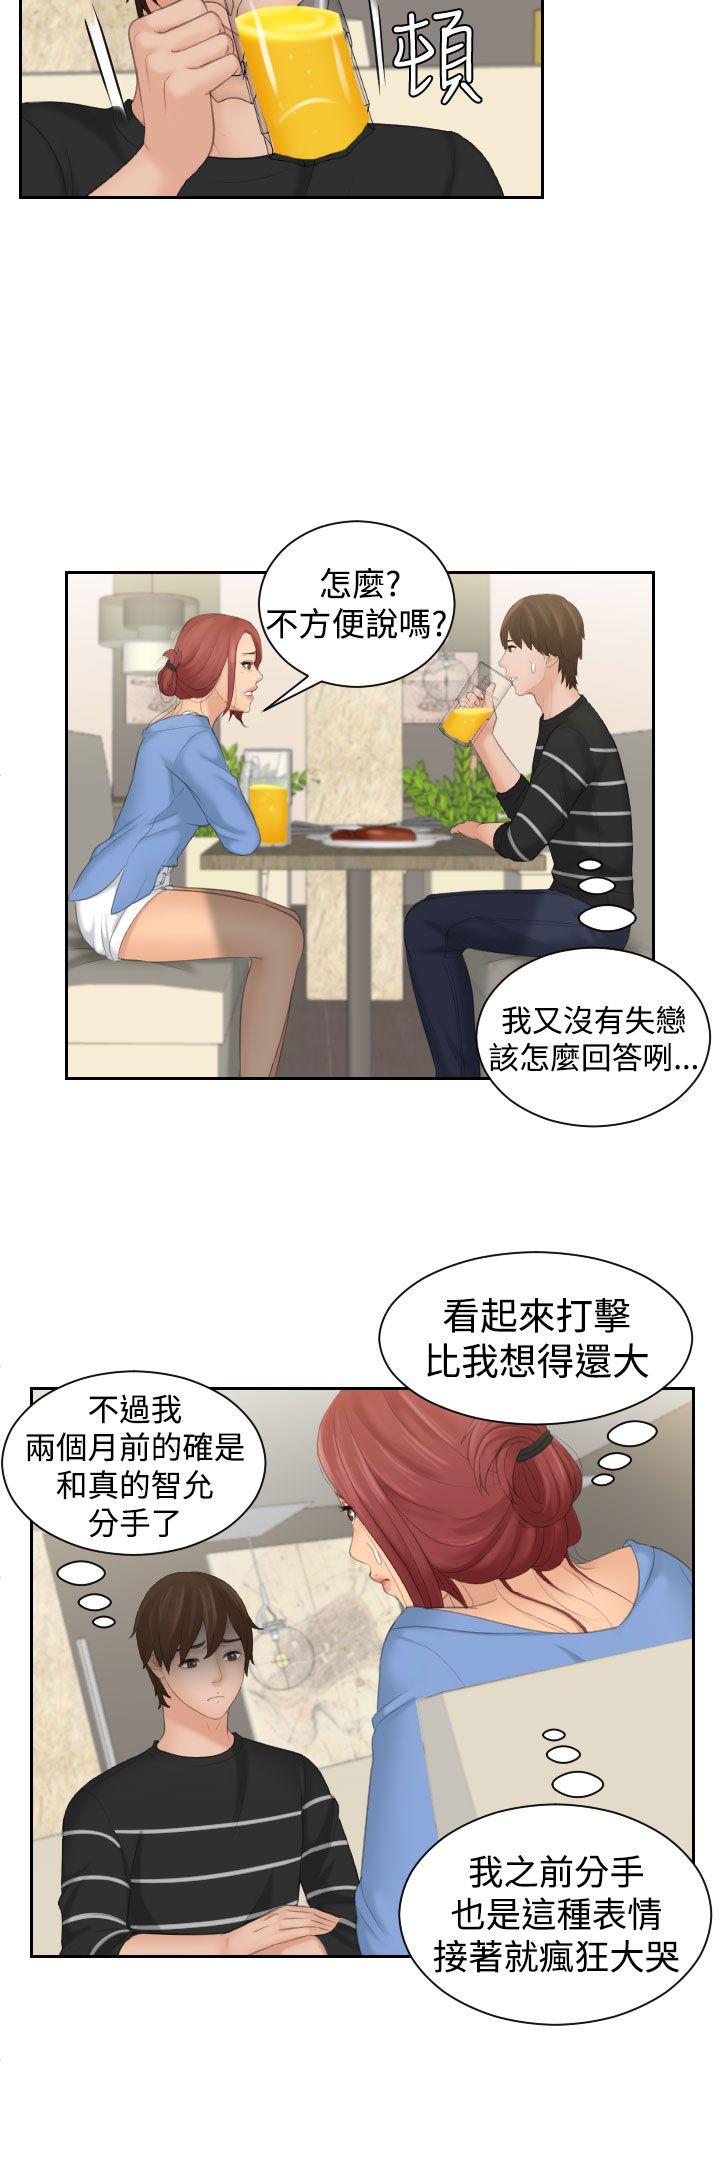 頓
怎麼?
不方便說嗎?
我又沒有失戀
該怎麼回答咧...
看起來打擊
比我想得還大
不過我
兩個月前的確是
和真的智允
分手了
我之前分手
也是這種表情
接著就瘋狂大哭